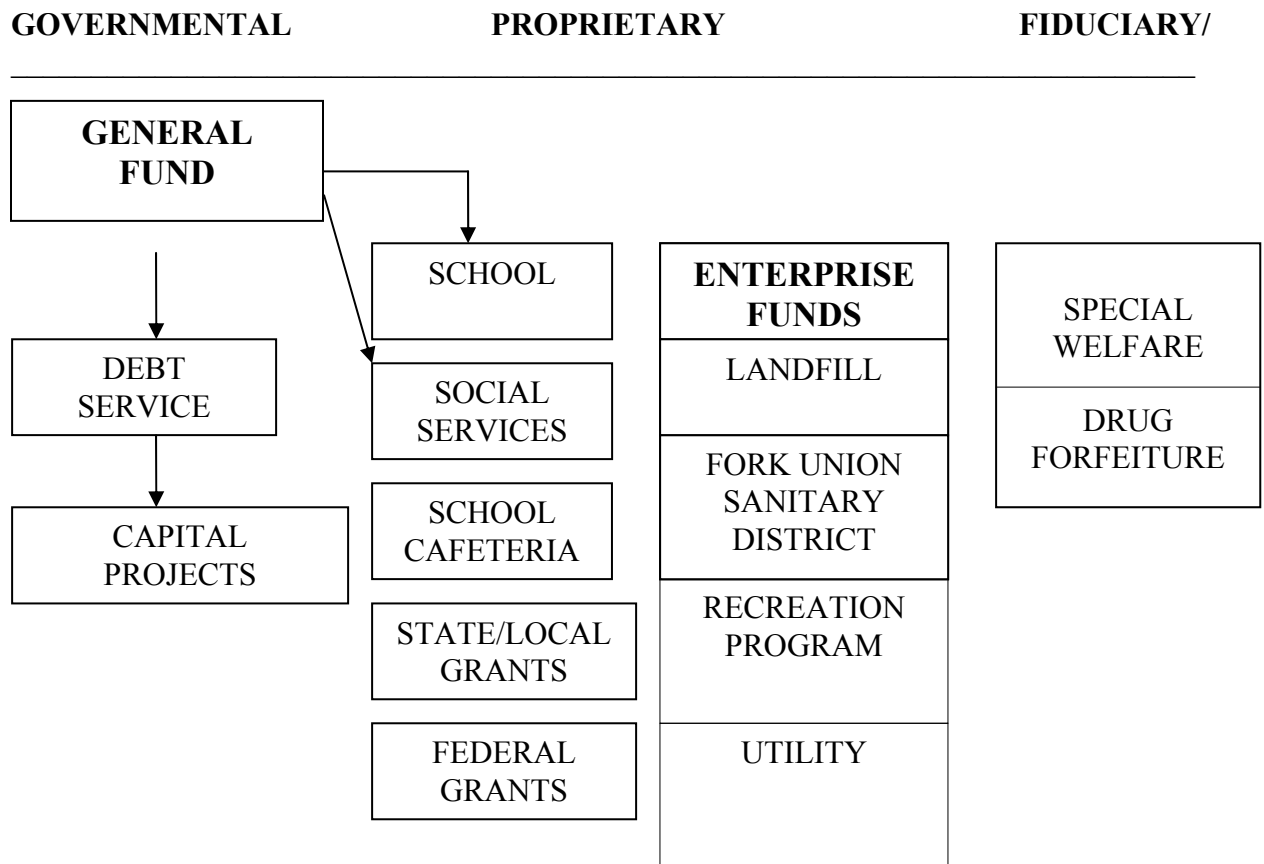 GOVERNMENTAL PROPRIETARY FIDUCIARY/
GENERAL
FUND
DEBT
SERVICE
CAPITAL
PROJECTS
SCHOOL
SOCIAL
SERVICES
SCHOOL
CAFETERIA
STATE/LOCAL
GRANTS
FEDERAL
GRANTS
ENTERPRISE
FUNDS
LANDFILL
FORK UNION
SANITARY
DISTRICT
RECREATION
PROGRAM
UTILITY
SPECIAL
WELFARE
DRUG
FORFEITURE